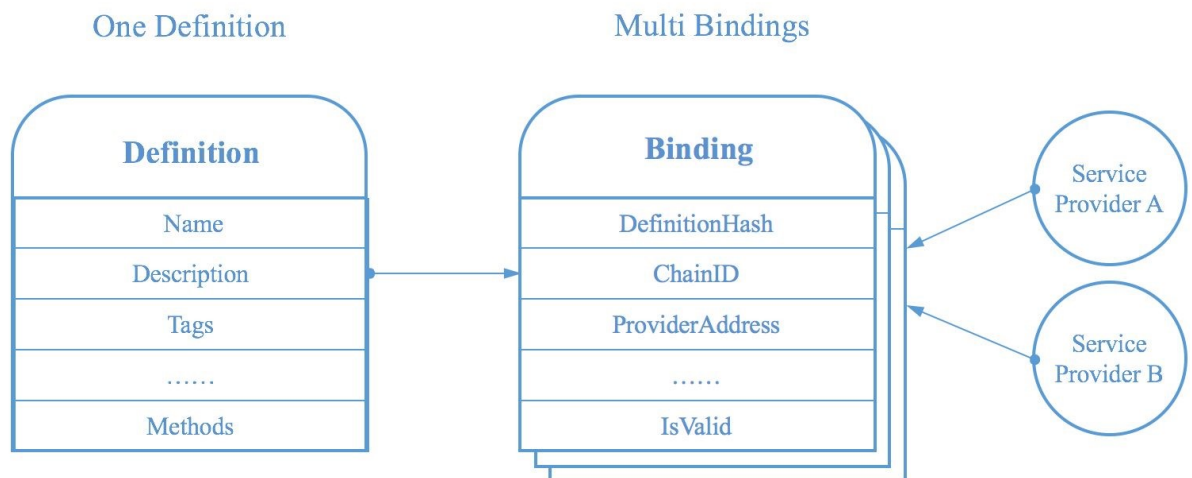 One Definition
Multi Bindings
Definition
Name
Description
Tags
……
Methods
Binding
DefinitionHash
ChainID
ProviderAddress
……
IsValid
Service
Provider A
Service
Provider B